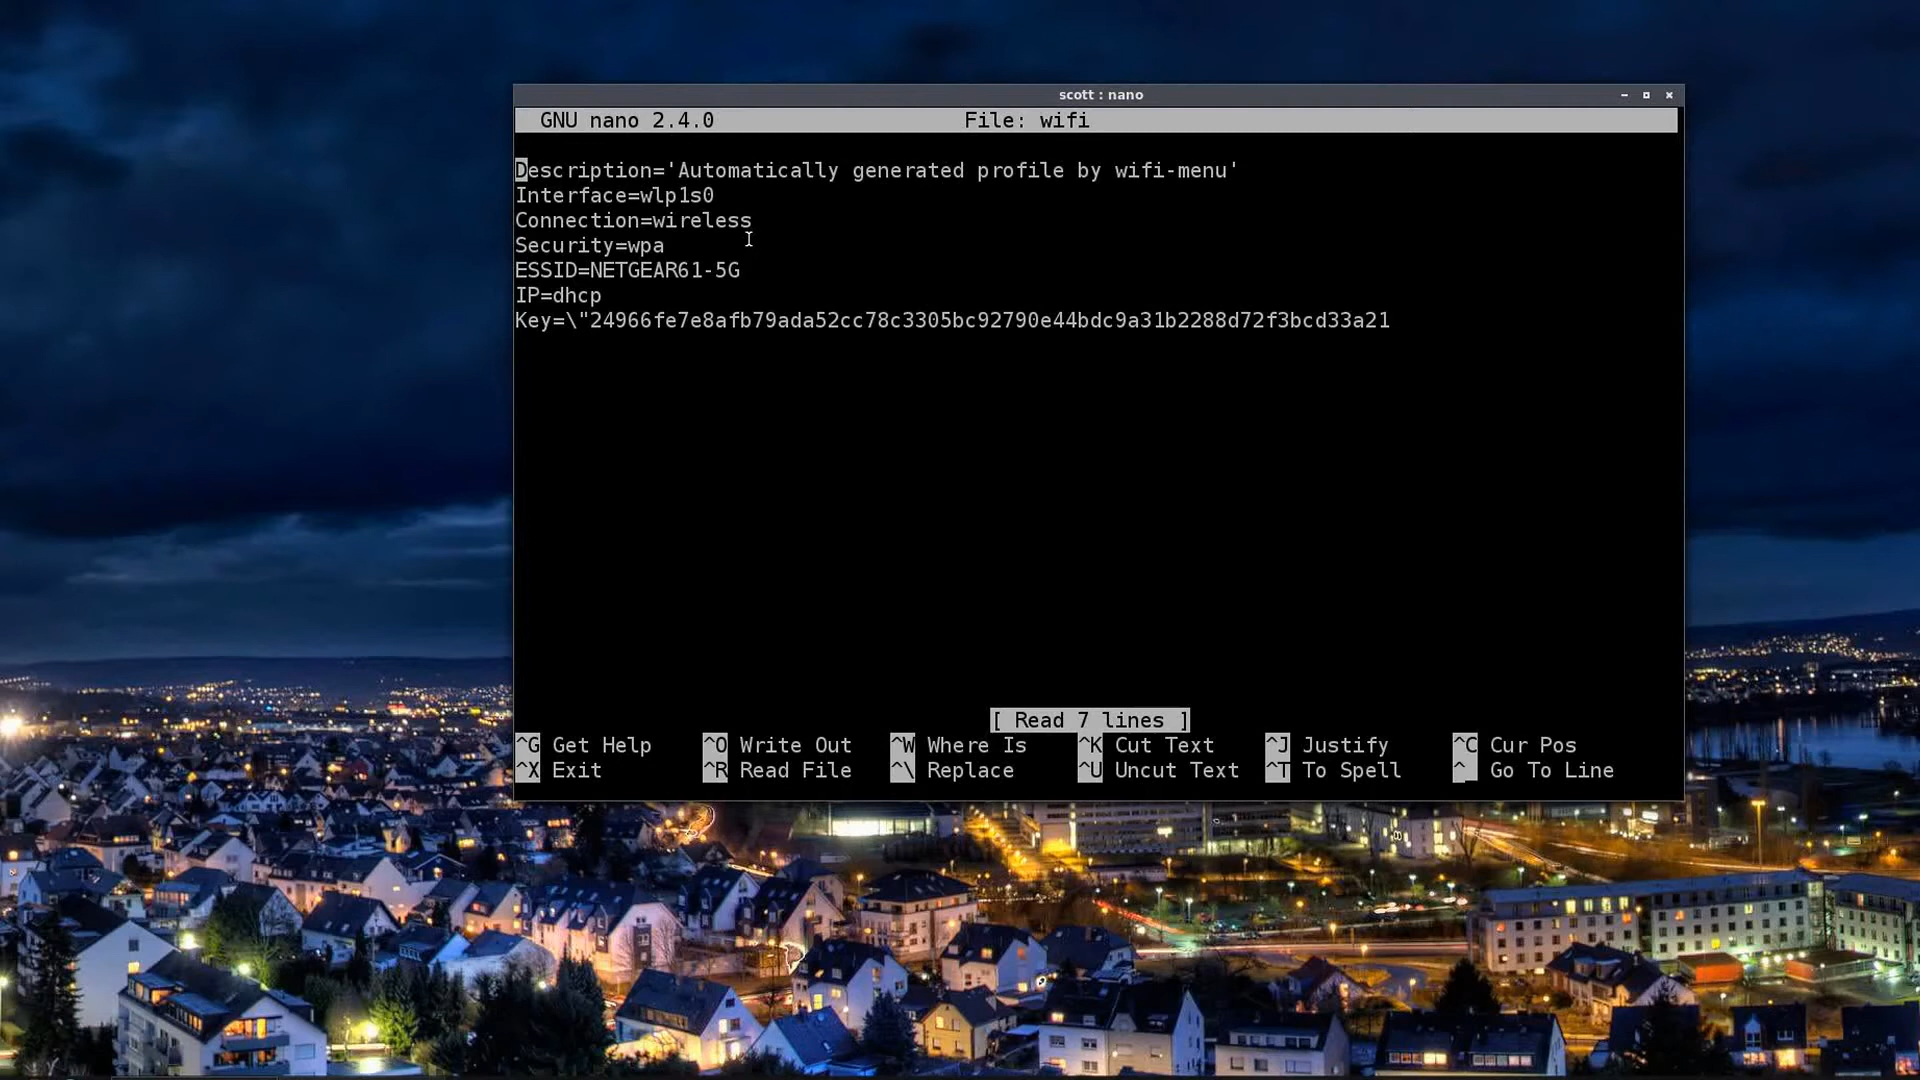 scott : nano
GNU nano 2.4.0 File: wifi
Description='Automatically generated profile by wifi-menu'
Interface=wlp1s0
Connection=wireless
Security=wpa
ESSID=NETGEAR61-5G
IP=dhcp
Key=\"24966fe7e8afb79ada52cc78c3305bc92790e44bdc9a31b2288d72f3bcd33a21
[ Read 7 lines ]
^G Get Help ^O Write Out ^W Where Is ^K Cut Text ^J Justify ^C Cur Pos
^X Exit ^R Read File ^\ Replace ^U Uncut Text ^T To Spell ^_ Go To Line